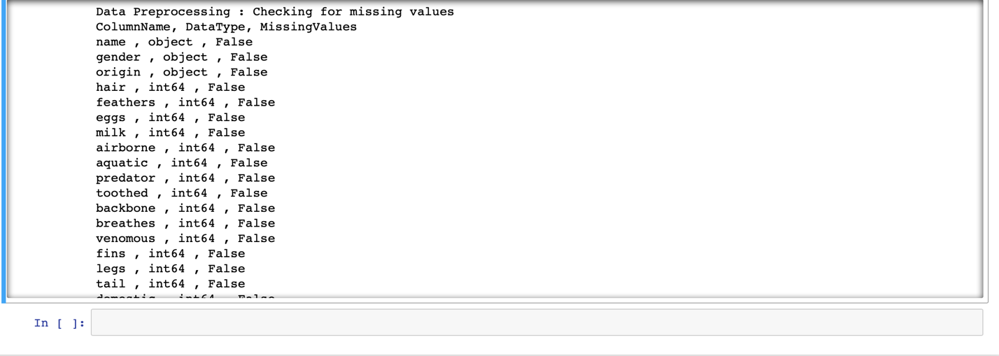 Data Preprocessing : Checking for missing values
ColumnName, DataType, MissingValues
name , object , False
gender , object , False
origin , object , False
hair , int64 , False
feathers , int64 , False
eggs , int64 , False
milk , int64 , False
airborne , int64 , False
aquatic , int64 , False
predator , int64 , False
toothed , int64 , False
backbone , int64 , False
breathes , int64 , False
venomous , int64 , False
fins , int64 , False
legs , int64 , False
tail , int64 , False
domestic , int64 , False
In [ ]: